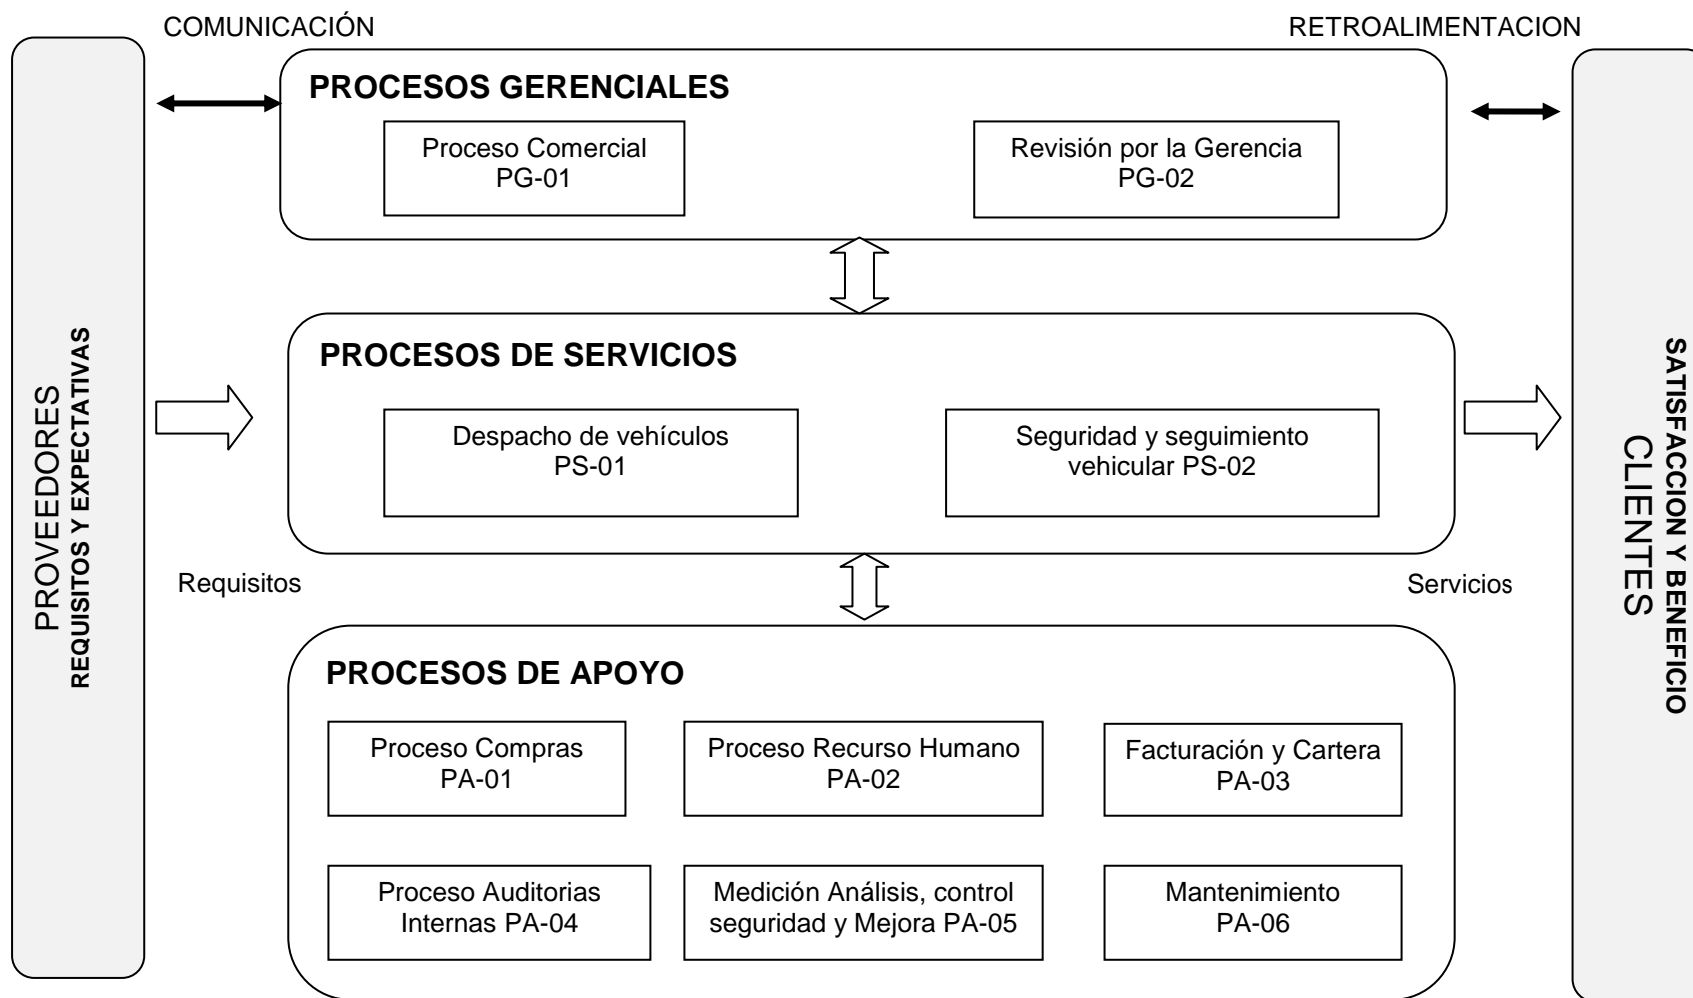 COMUNICACIÓN
RETROALIMENTACION
PROVEEDORES
REQUISITOS Y EXPECTATIVAS
PROCESOS GERENCIALES
Proceso Comercial
PG-01
Revisión por la Gerencia
PG-02
PROCESOS DE SERVICIOS
Despacho de vehículos
PS-01
Seguridad y seguimiento
vehicular PS-02
Requisitos
Servicios
PROCESOS DE APOYO
Proceso Compras
PA-01
Proceso Recurso Humano
PA-02
Facturación y Cartera
PA-03
Proceso Auditorias
Internas PA-04
Medición Análisis, control
seguridad y Mejora PA-05
Mantenimiento
PA-06
SATISFACCION Y BENEFICIO
CLIENTES